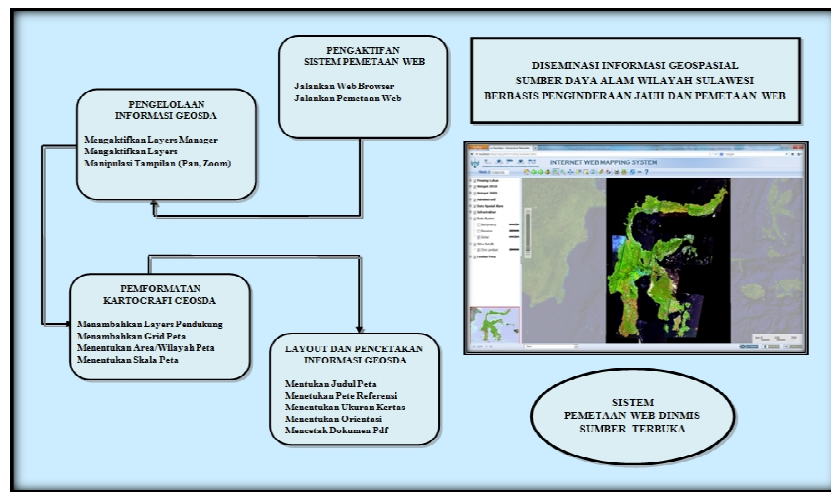 PENGAKTIFAN
SISTEM PEMETAAN WEB
Jalankan Web Browser
Jalankan Pemetaan Web
DISEMINASI INFORMASI GEOSPASIAL
SUMBER DAYA ALAM WILAYAH SULAWESI
BERBASIS PENGINDERAAN JAUH DAN PEMETAAN WEB
PENGELOLAAN
INFORMASI GEOSDA
Mengaktifkan Layers Manager
Mengaktifkan Layers
Manipulasi Tampilan (Pan, Zoom)
INTERNET WEB MAPPING SYSTEM
PEMFORMATAN
KARTOGRAFI GEOSDA
Menambahkan Layers Pendukung
Menambahkan Grid Peta
Menentukan Area/Wilayah Peta
Menentukan Skala Peta
LAYOUT DAN PENCETAKAN
INFORMASI GEOSDA
Mentukan Judul Peta
Menetukan Pete Referensi
Menentukan Ukuran Kertas
Menentukan Orientasi
Mencetak Dokumen Pdf
SISTEM
PEMETAAN WEB DINMIS
SUMBER TERBUKA